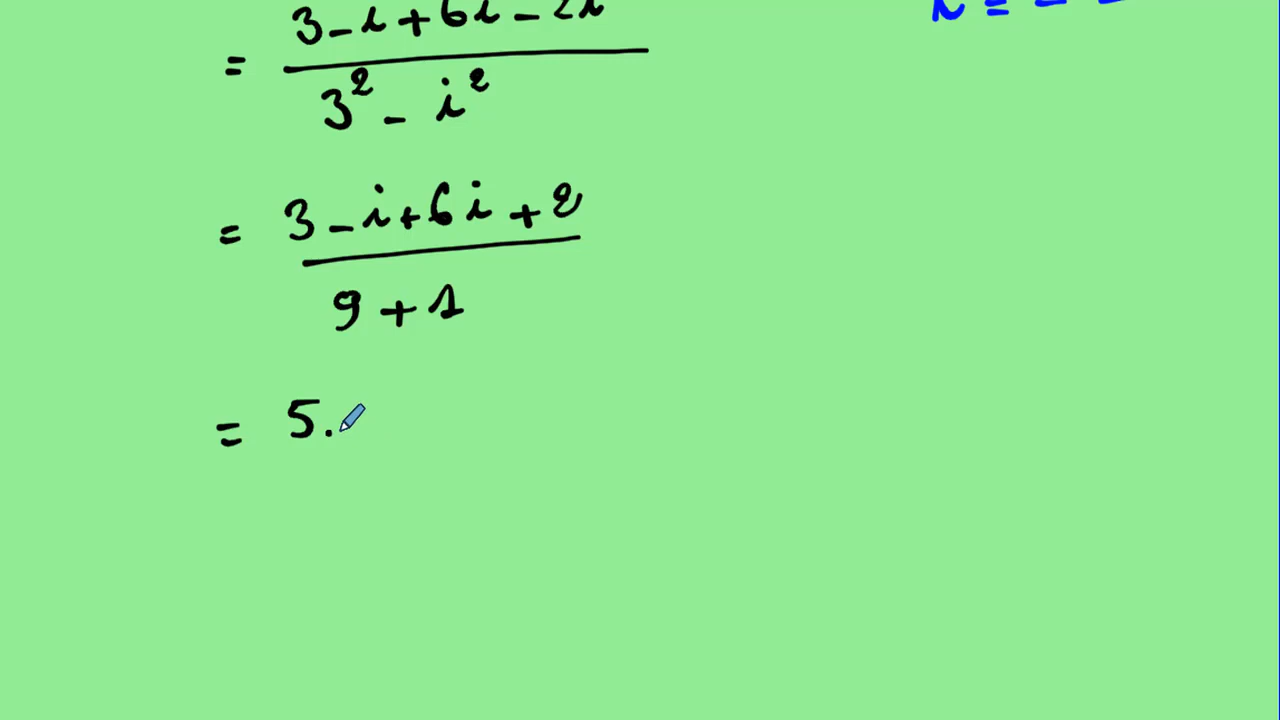 3-i+6i-2i
= 3² - i²
= 3-i+6i+2
9+1
= 5.